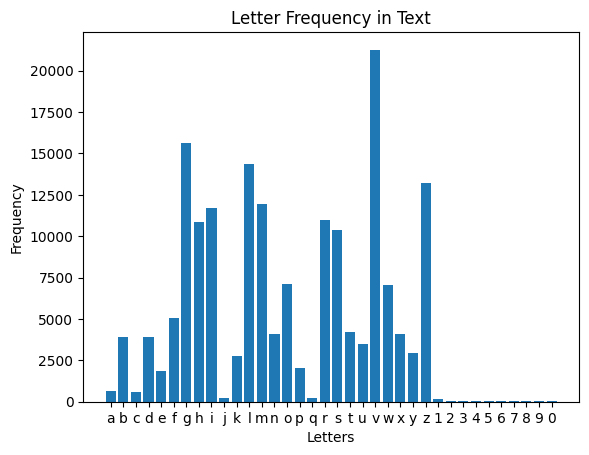 Letter Frequency in Text
20000
17500
15000
12500
10000
7500
5000
2500
0
Frequency
a b c d e f g h i j k l m n o p q r s t u v w x y z 1 2 3 4 5 6 7 8 9 0
Letters